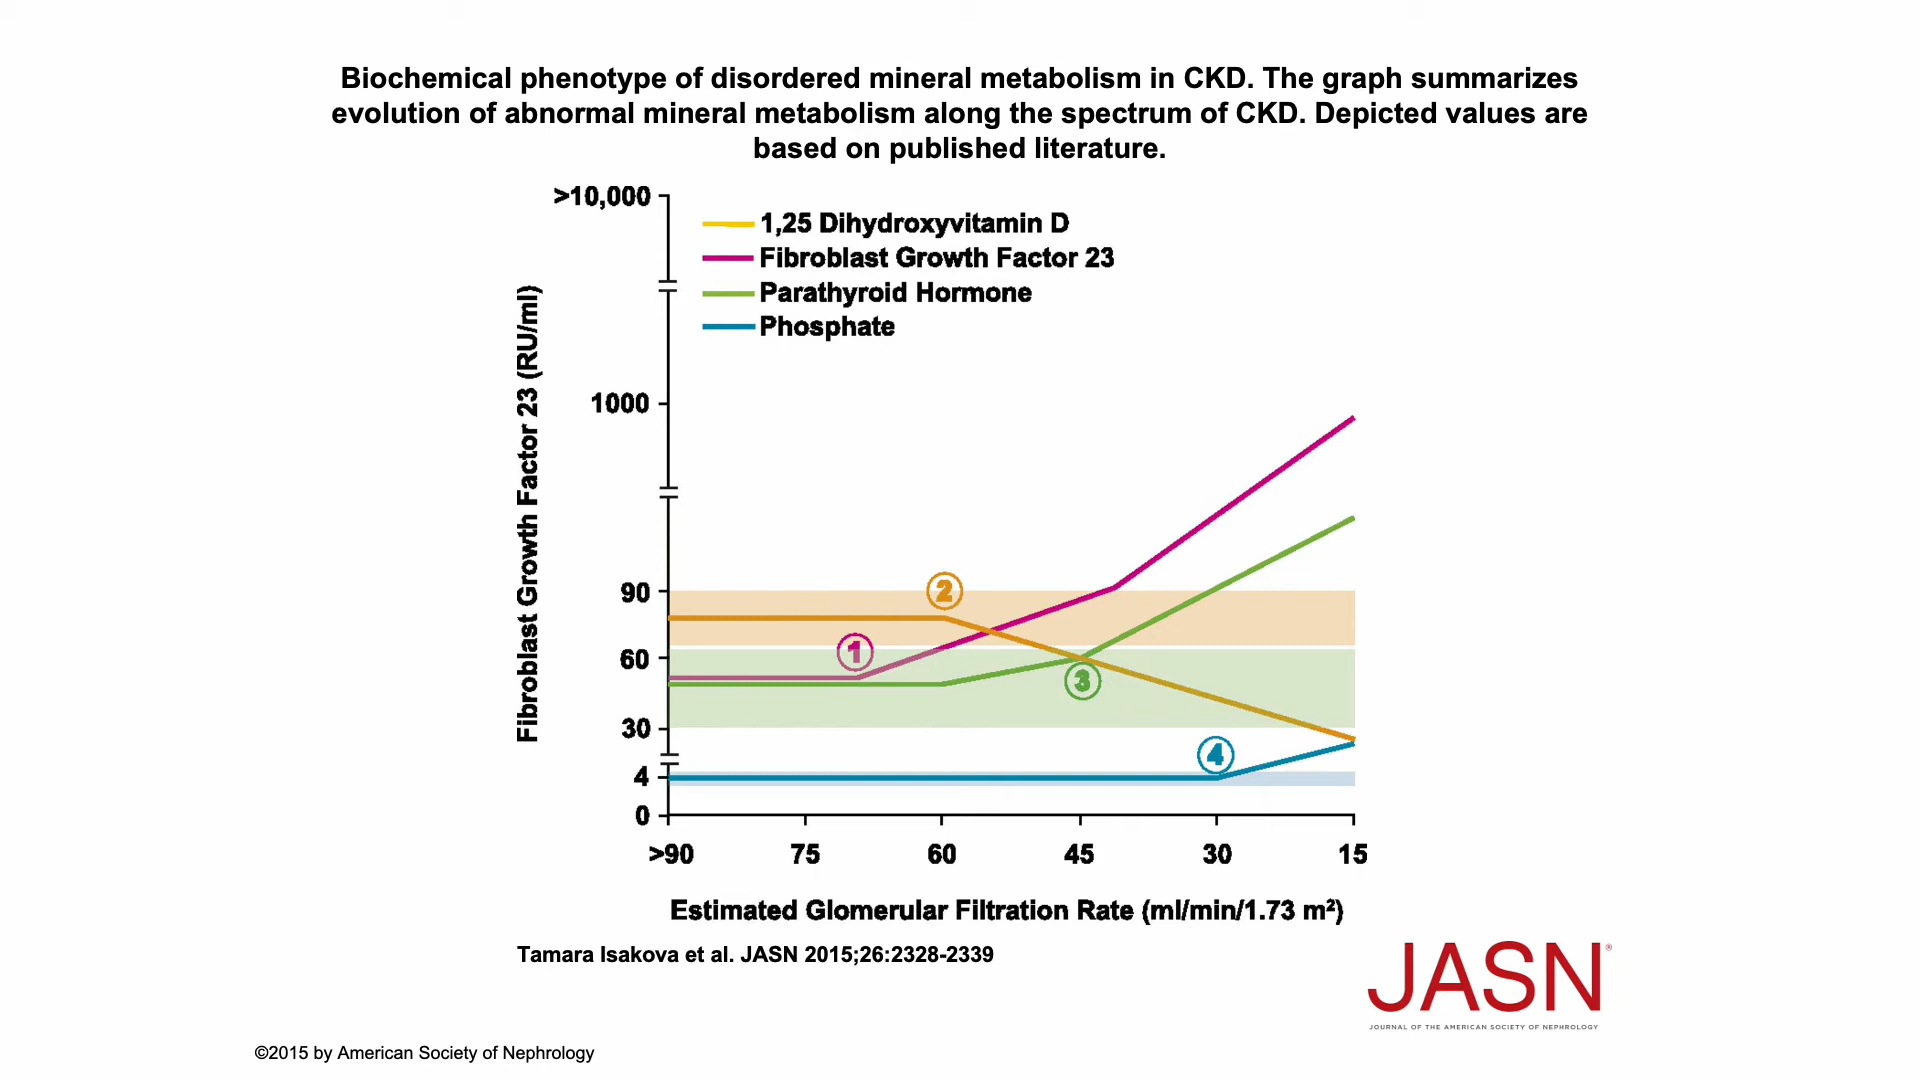 Biochemical phenotype of disordered mineral metabolism in CKD. The graph summarizes
evolution of abnormal mineral metabolism along the spectrum of CKD. Depicted values are
based on published literature.
>10,000
1,25 Dihydroxyvitamin D
Fibroblast Growth Factor 23
Parathyroid Hormone
Phosphate
Fibroblast Growth Factor 23 (RU/ml)
1000
90
60
30
4
0
1
2
3
4
>90 75 60 45 30 15
Estimated Glomerular Filtration Rate (ml/min/1.73 m²)
Tamara Isakova et al. JASN 2015;26:2328-2339
JASN®
JOURNAL OF THE AMERICAN SOCIETY OF NEPHROLOGY
©2015 by American Society of Nephrology